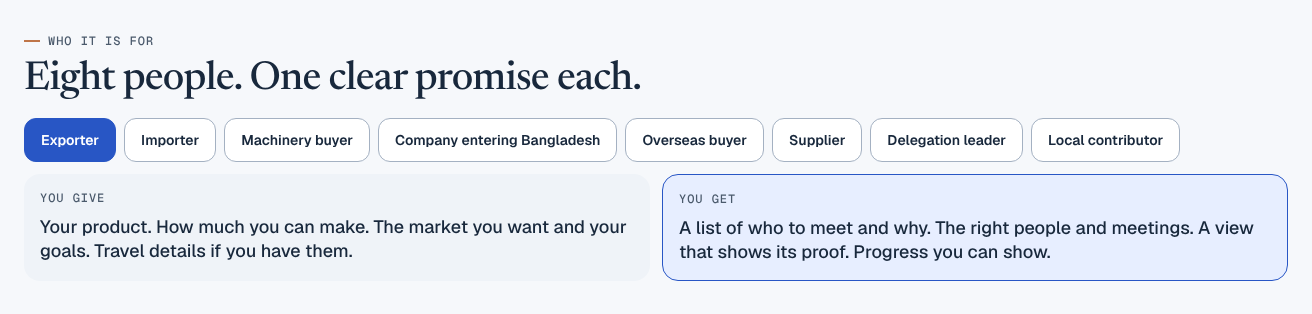 WHO IT IS FOR
Eight people. One clear promise each.
Exporter
Importer
Machinery buyer
Company entering Bangladesh
Overseas buyer
Supplier
Delegation leader
Local contributor
YOU GIVE
Your product. How much you can make. The market you want and your
goals. Travel details if you have them.
YOU GET
A list of who to meet and why. The right people and meetings. A view
that shows its proof. Progress you can show.